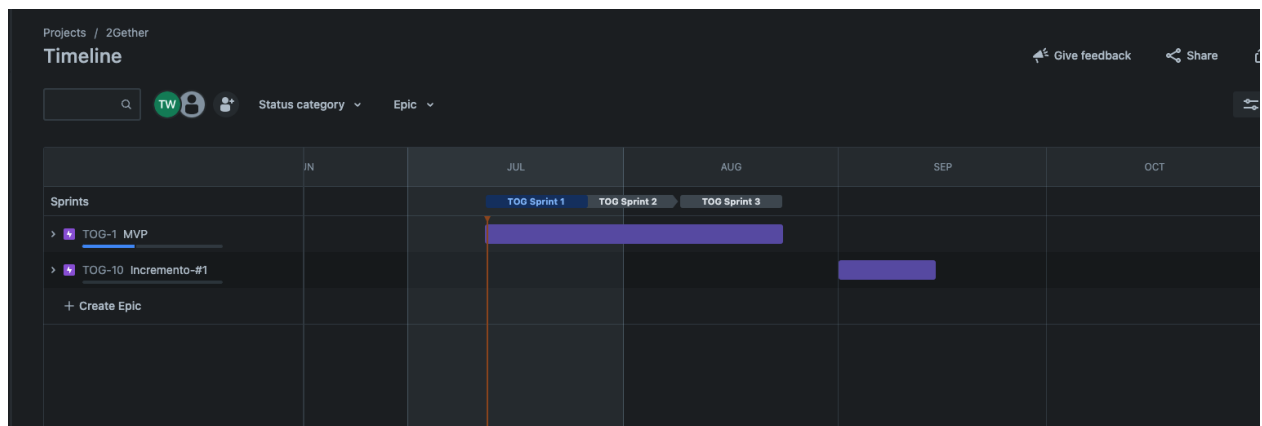 Projects / 2Gether
Timeline
Give feedback
Share
TW
Status category
Epic
UN
JUL
AUG
SEP
OCT
Sprints
TOG Sprint 1
TOG Sprint 2
TOG Sprint 3
TOG-1 MVP
TOG-10 Incremento-#1
+ Create Epic